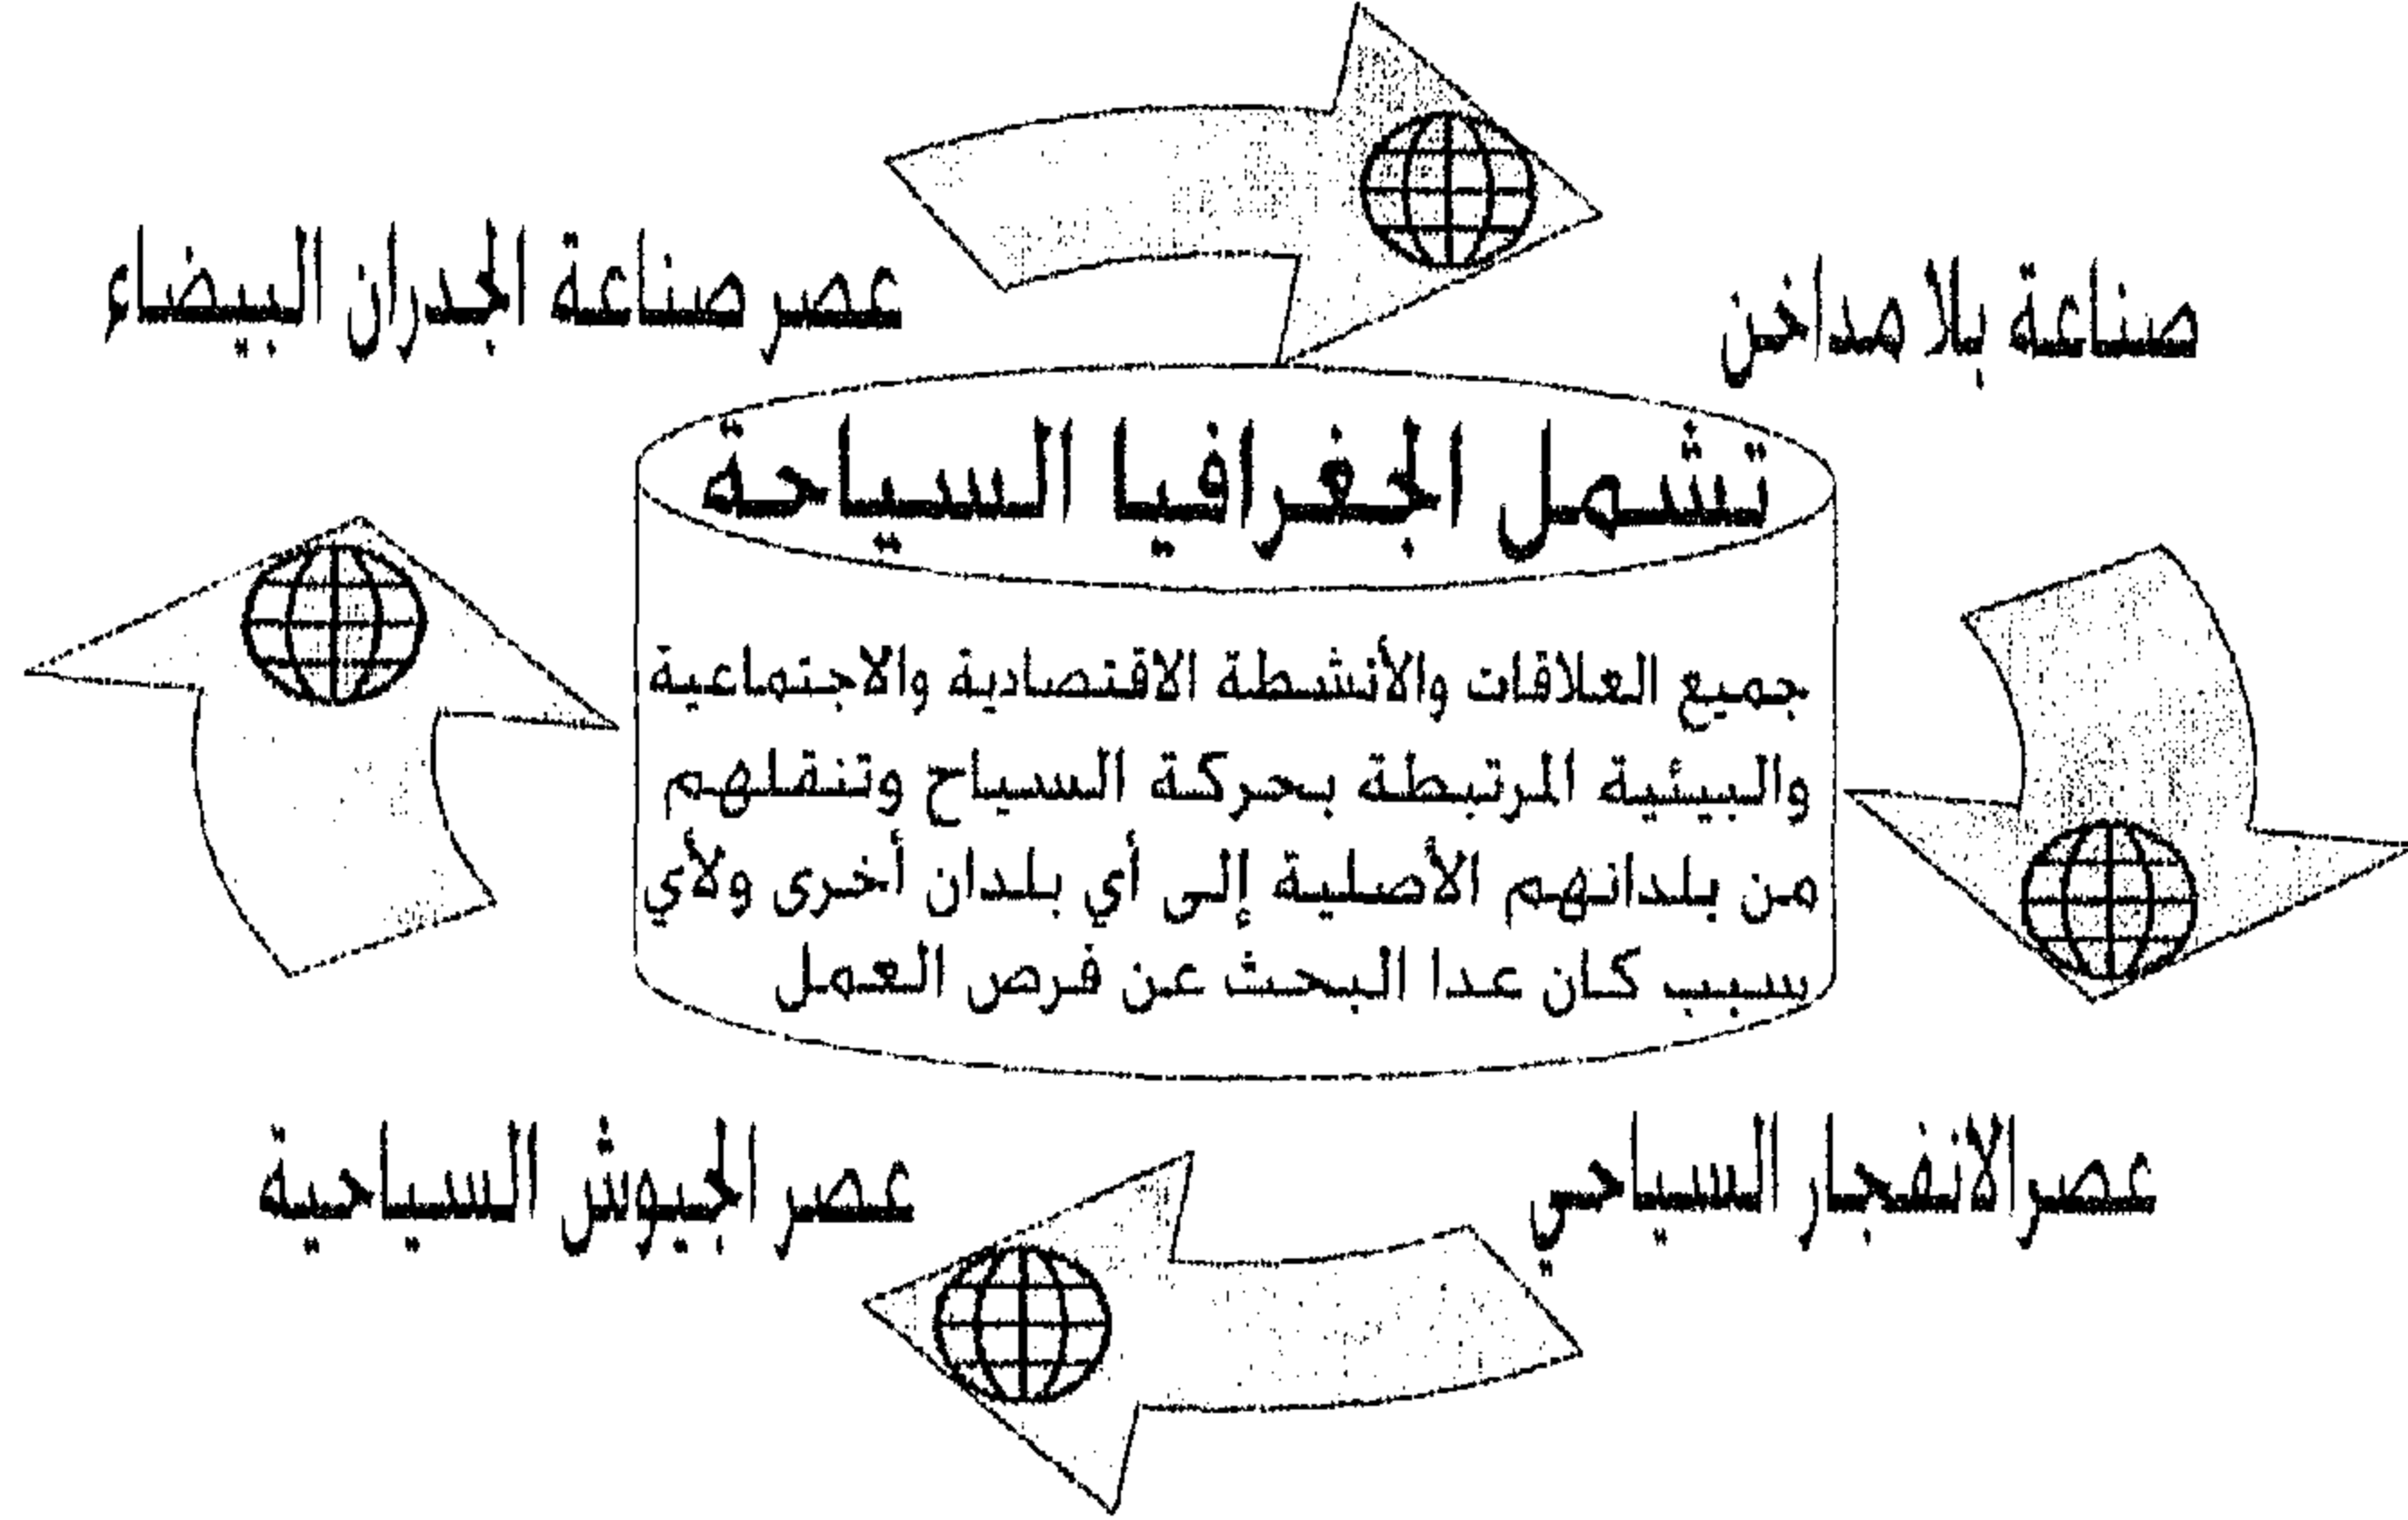 عصر صناعة الجدران البيضاء
صناعة بلا مداخن
تشمل الجغرافيا السياحة
جميع العلاقات والأنشطة الاقتصادية والاجتماعية
والبيئية المرتبطة بحركة السياح وتنقلهم
من بلدانهم الأصلية إلى أي بلدان أخرى ولأي
سبب كان عدا البحث عن فرص العمل
عصر الانفجار السياحي
عصر الجيوش السياحية